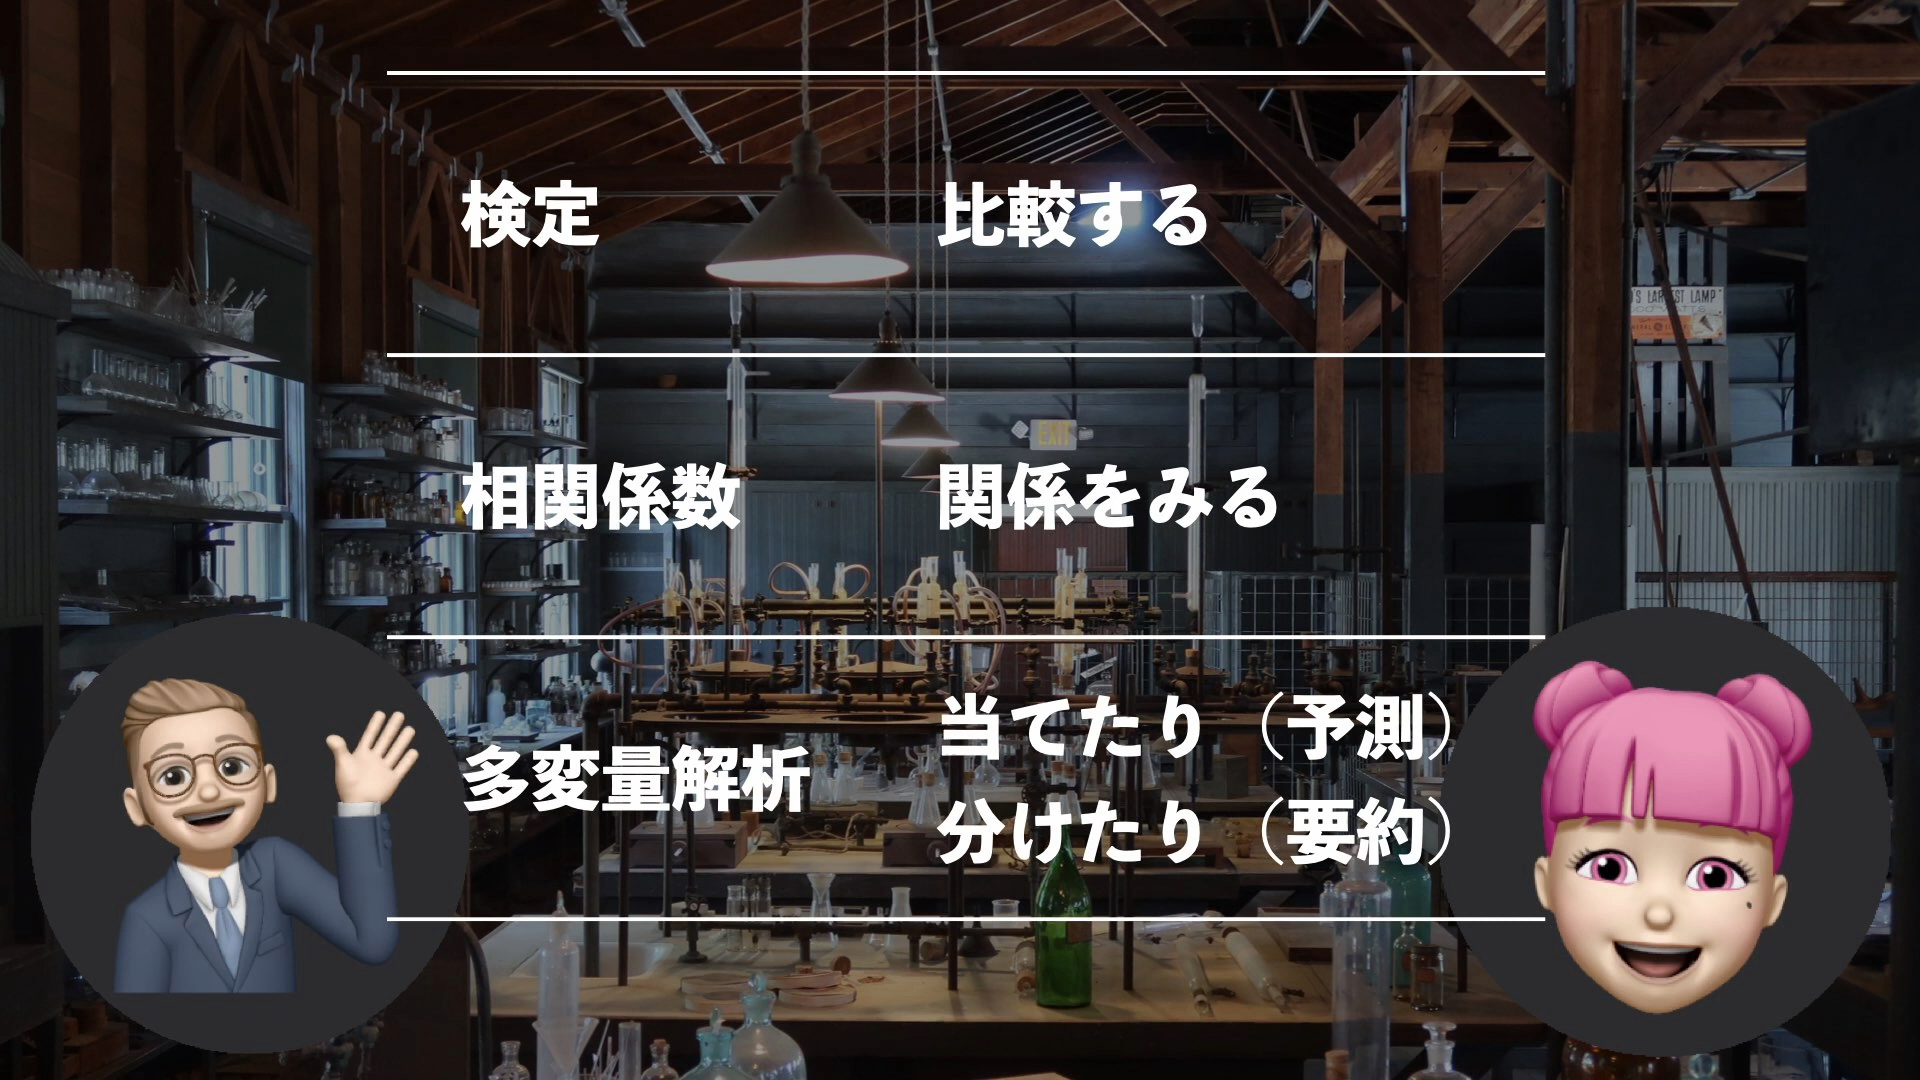 検定 比較する
相関係数 関係をみる
多変量解析
当てたり（予測）
分けたり（要約）
EXIT